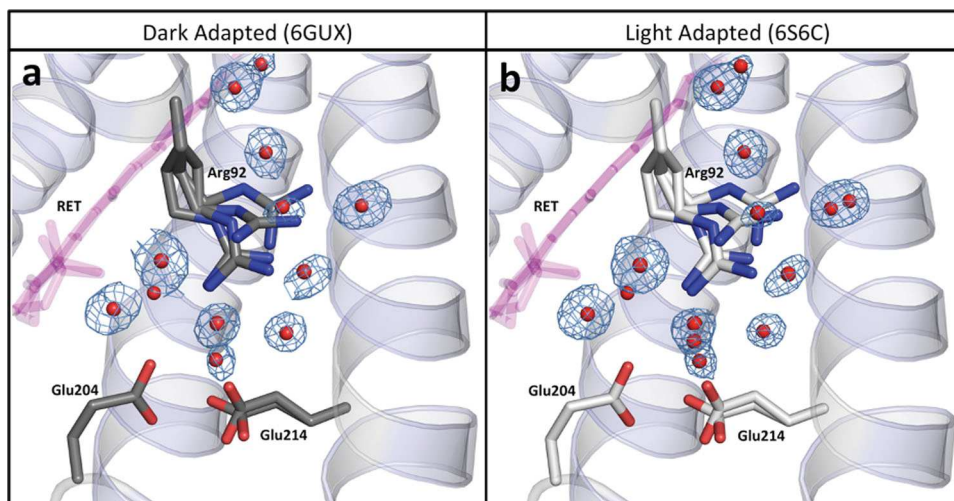 Dark Adapted (6GUX)
Light Adapted (6S6C)
a
b
Arg92
Arg92
RET
RET
Glu204
Glu204
Glu214
Glu214